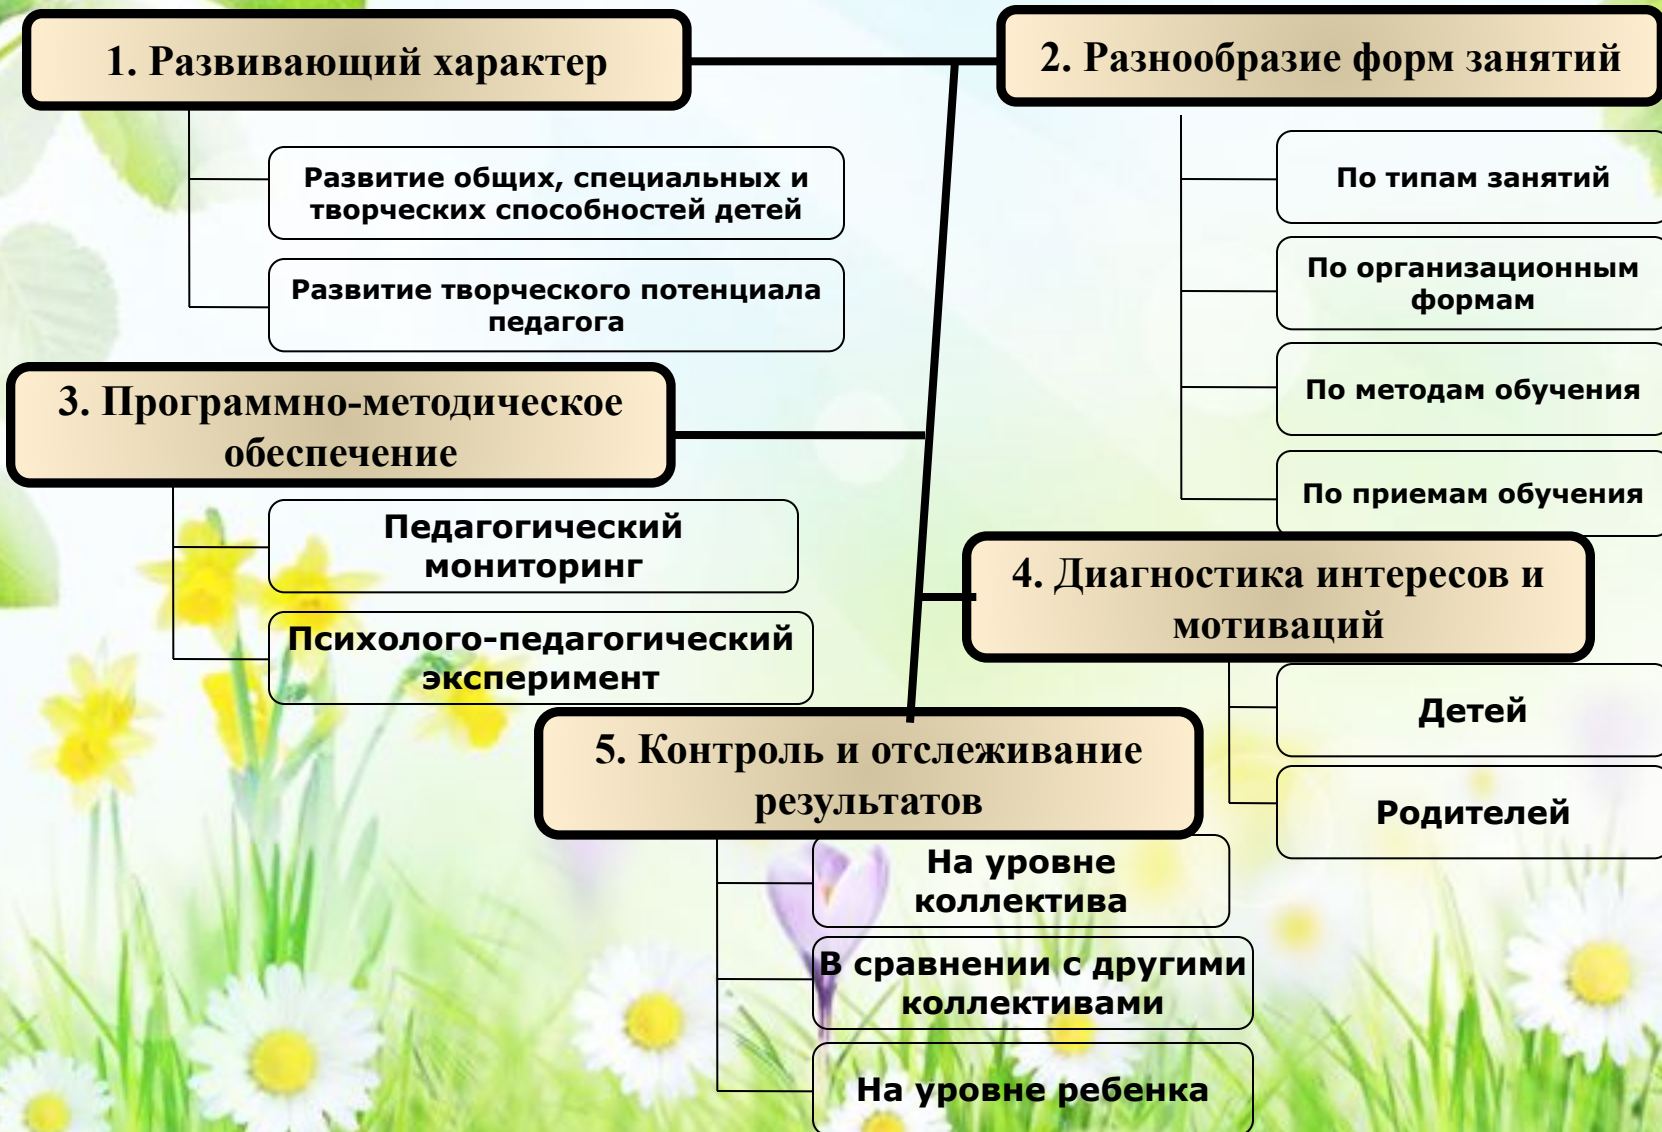 1. Развивающий характер
Развитие общих, специальных и
творческих способностей детей
Развитие творческого потенциала
педагога
2. Разнообразие форм занятий
По типам занятий
По организационным
формам
По методам обучения
По приемам обучения
3. Программно-методическое
обеспечение
Педагогический
мониторинг
Психолого-педагогический
эксперимент
4. Диагностика интересов и
мотиваций
Детей
Родителей
5. Контроль и отслеживание
результатов
На уровне
коллектива
В сравнении с другими
коллективами
На уровне ребенка